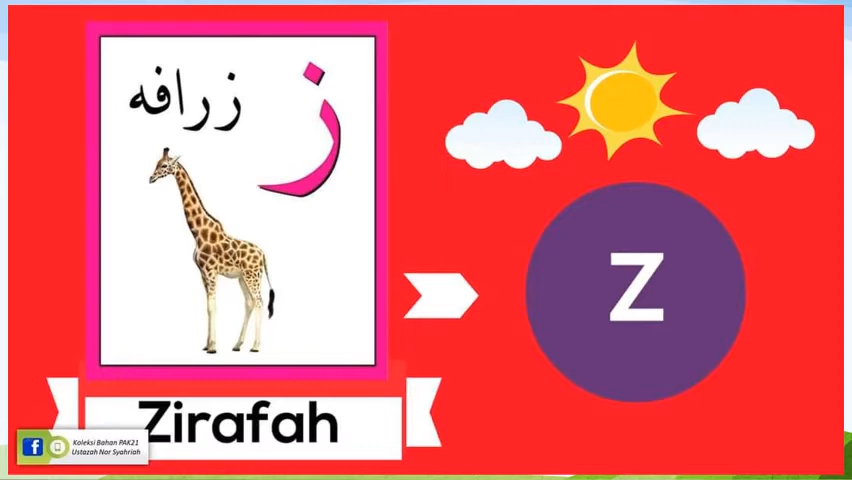 زرافه
ز
Z
Zirafah
Koleksi Bahan PAK21
Ustazah Nor Syahriah